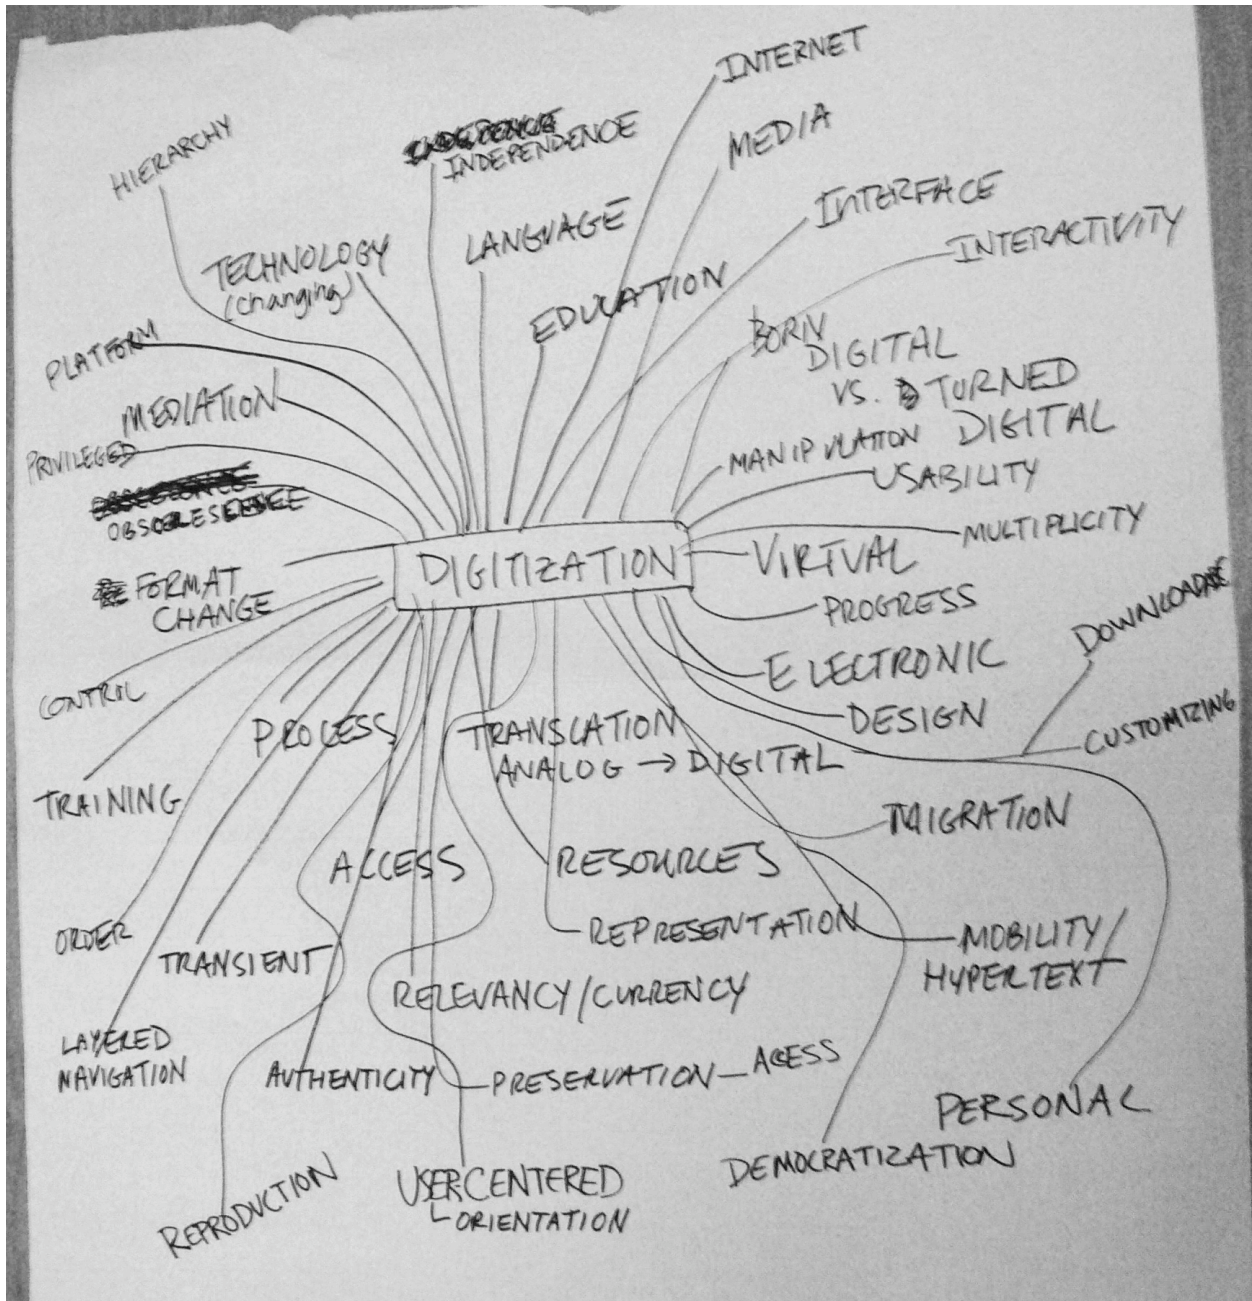 INTERNET
MEDIA
HIERARCHY
INDEPENDENCE
LANGUAGE
INTERFACE
INTERACTIVITY
TECHNOLOGY
(changing)
EDUCATION
BORN
DIGITAL
VS. TURNED
DIGITAL
PLATFORM
MEDIATION
PRIVILEGED
MANIPULATION
USABILITY
OBSOLESENCE
MULTIPLICITY
DIGITIZATION
VIRTUAL
FORMAT
CHANGE
PROGRESS
CONTROL
ELECTRONIC
DESIGN
CUSTOMIZING
PROCESS
TRANSLATION
ANALOG → DIGITAL
TRAINING
MIGRATION
ACCESS
RESOURCES
ORDER
TRANSIENT
REPRESENTATION
MOBILITY/
HYPERTEXT
RELEVANCY/CURRENCY
LAYERED
NAVIGATION
AUTHENTICITY
PRESERVATION - ACESS
PERSONAL
DEMOCRATIZATION
REPRODUCTION
USER CENTERED
ORIENTATION